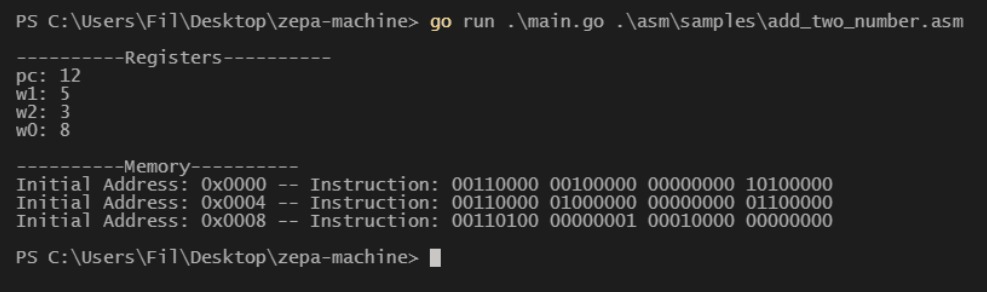 PS C:\Users\Fil\Desktop\zepa-machine> go run .\main.go .\asm\samples\add_two_number.asm
----------Registers----------
pc: 12
w1: 5
w2: 3
w0: 8
----------Memory----------
Initial Address: 0x0000 -- Instruction: 00110000 00100000 00000000 10100000
Initial Address: 0x0004 -- Instruction: 00110000 01000000 00000000 01100000
Initial Address: 0x0008 -- Instruction: 00110100 00000001 00010000 00000000
PS C:\Users\Fil\Desktop\zepa-machine>